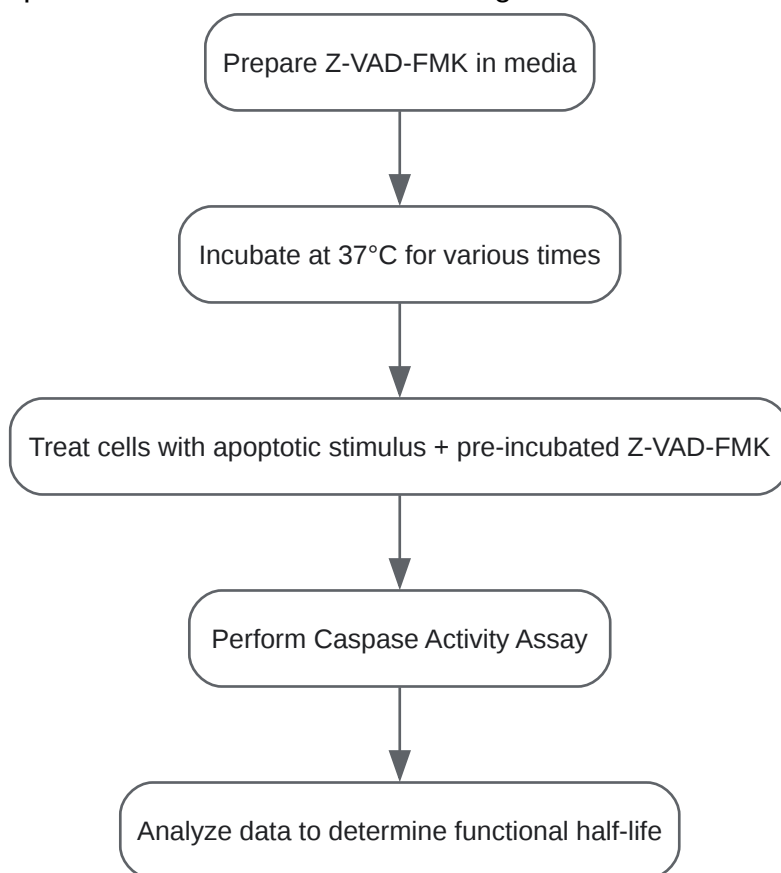 Prepare Z-VAD-FMK in media
Incubate at 37°C for various times
Treat cells with apoptotic stimulus + pre-incubated Z-VAD-FMK
Perform Caspase Activity Assay
Analyze data to determine functional half-life